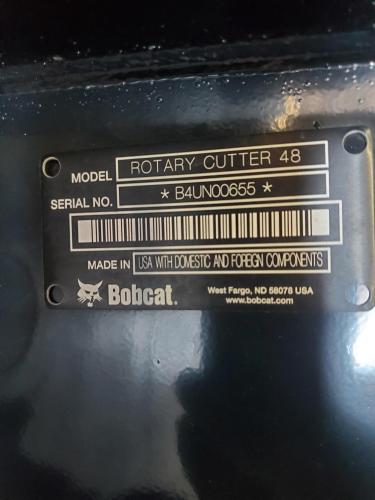 MODEL ROTARY CUTTER 48
SERIAL NO. * B4UN00655 *
MADE IN USA WITH DOMESTIC AND FOREIGN COMPONENTS
Bobcat. West Fargo, ND 58078 USA
www.bobcat.com